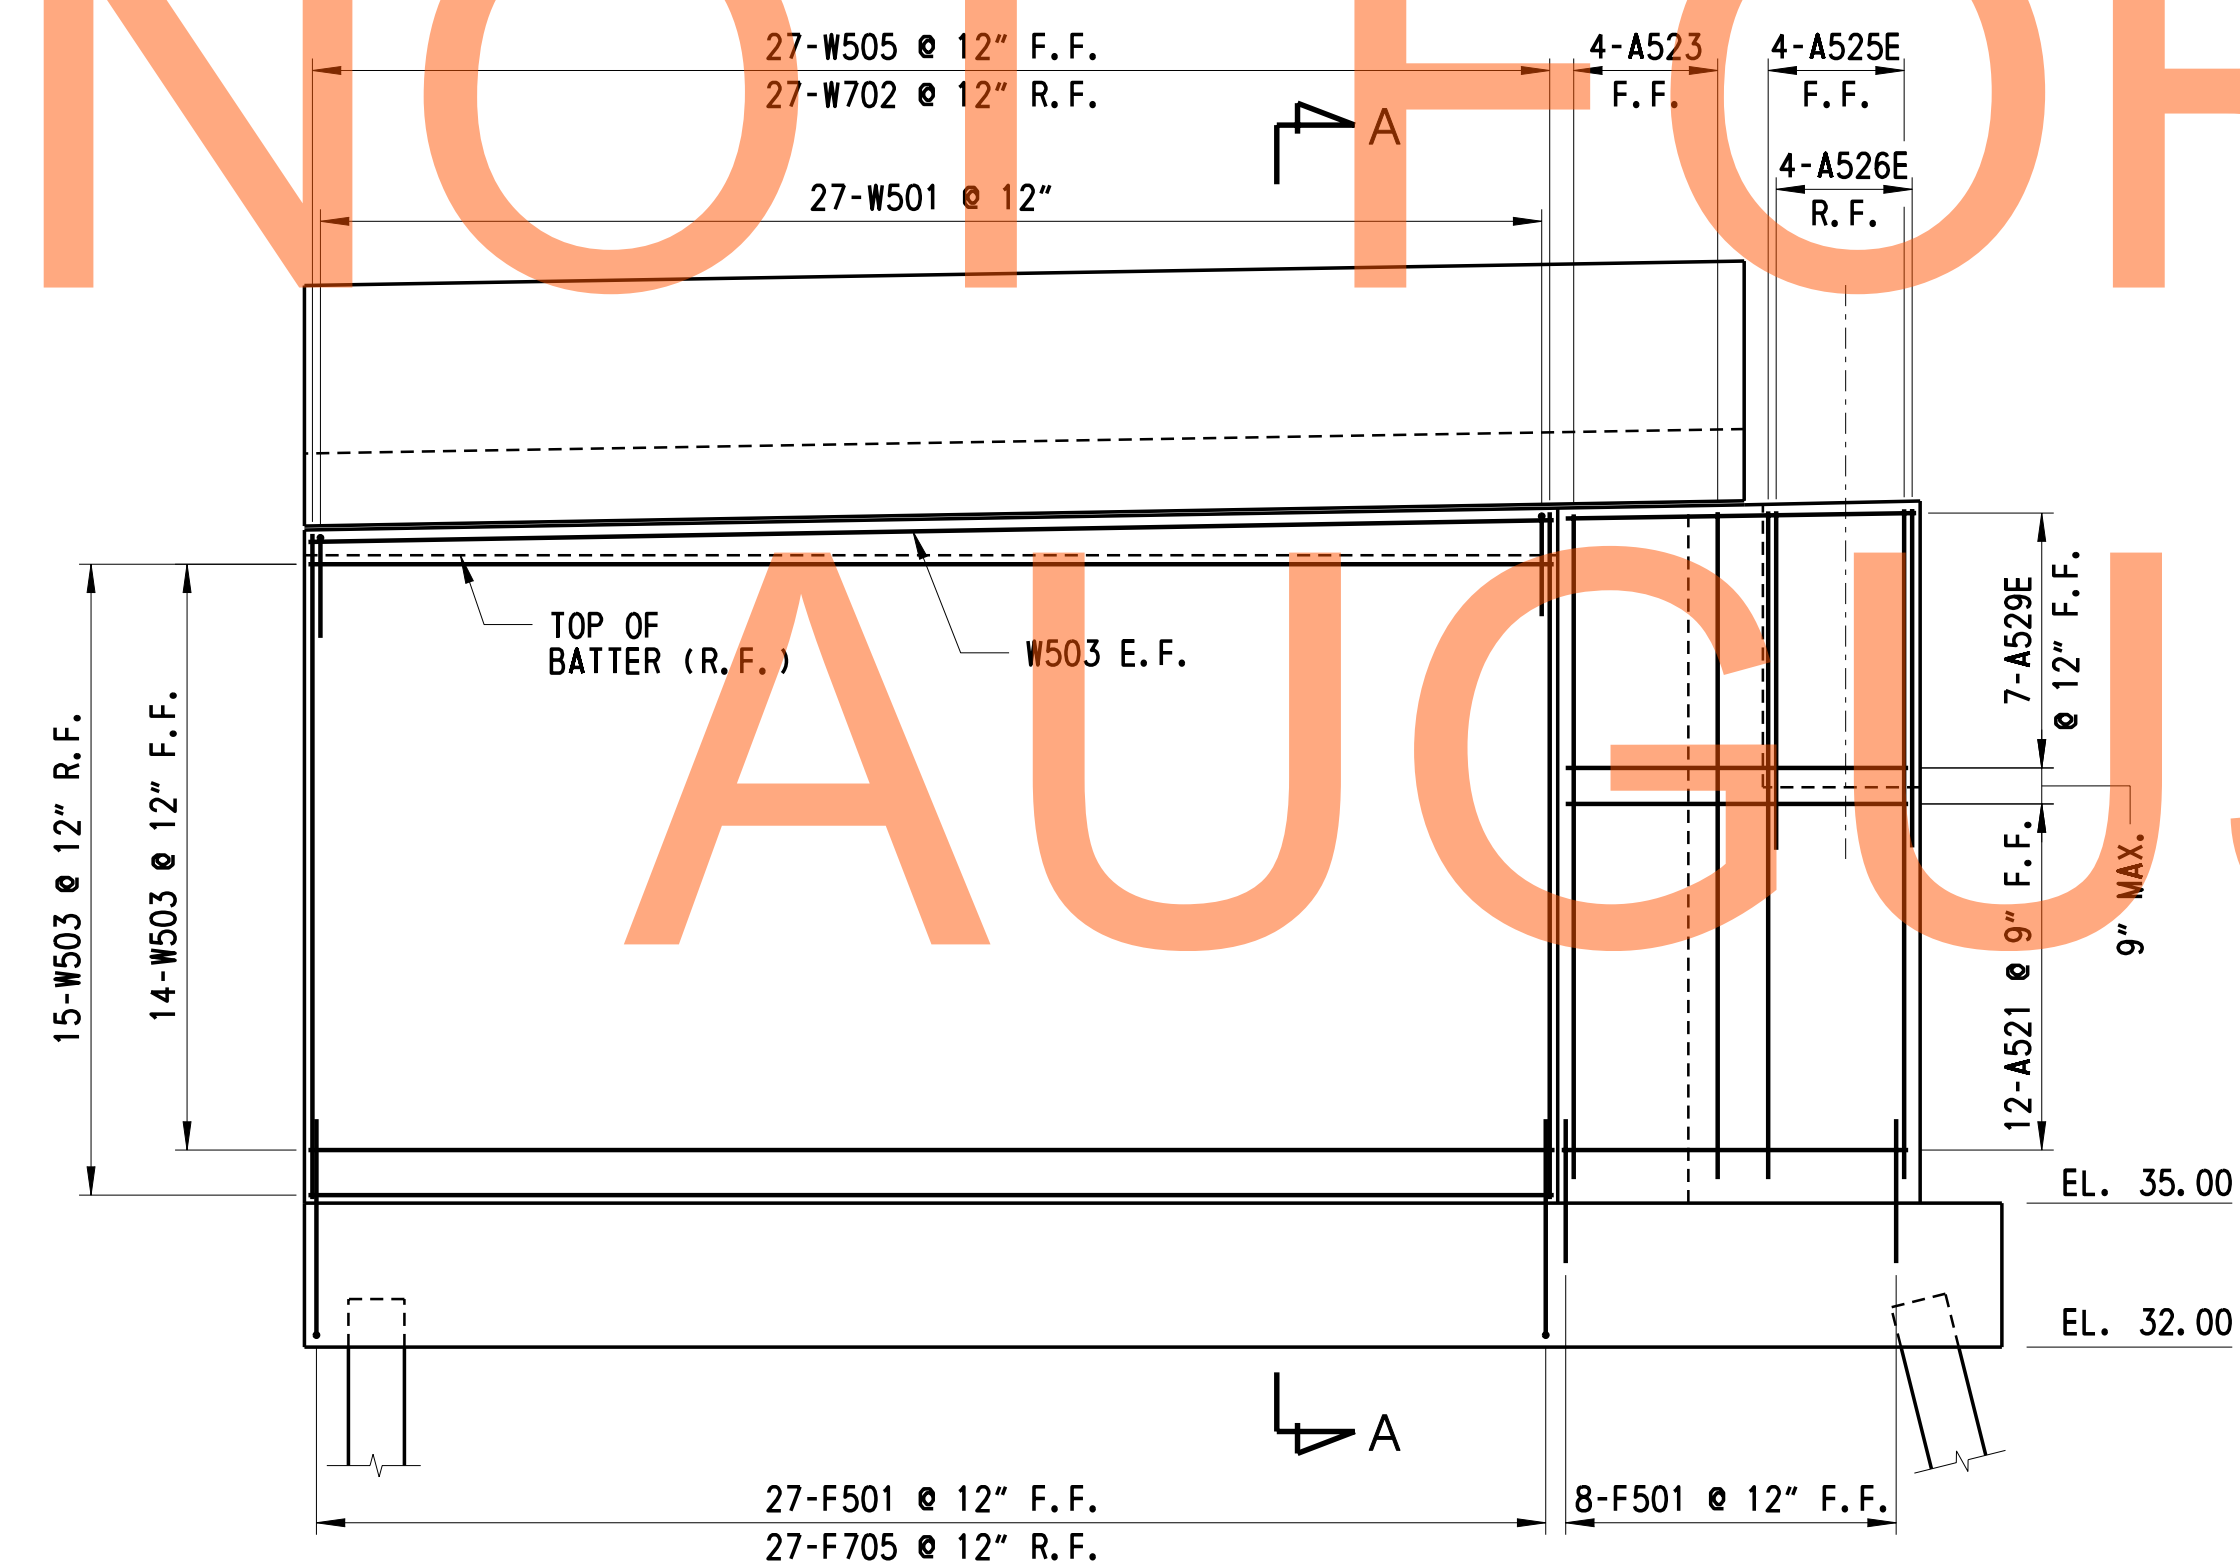 NOT FOR
27-W505 @ 12" F.F.
27-W702 @ 12" R.F.
4-A523
F.F.
4-A525E
F.F.
A
4-A526E
R.F.
27-W501 @ 12"
TOP OF
BATTER (R.F.)
W503 E.F.
AUGUS
15-W503 @ 12" R.F.
14-W503 @ 12" F.F.
7-A529E
@ 12" F.F.
12-A521 @ 9" F.F.
9" MAX.
EL. 35.00
EL. 32.00
A
27-F501 @ 12" F.F.
27-F705 @ 12" R.F.
8-F501 @ 12" F.F.